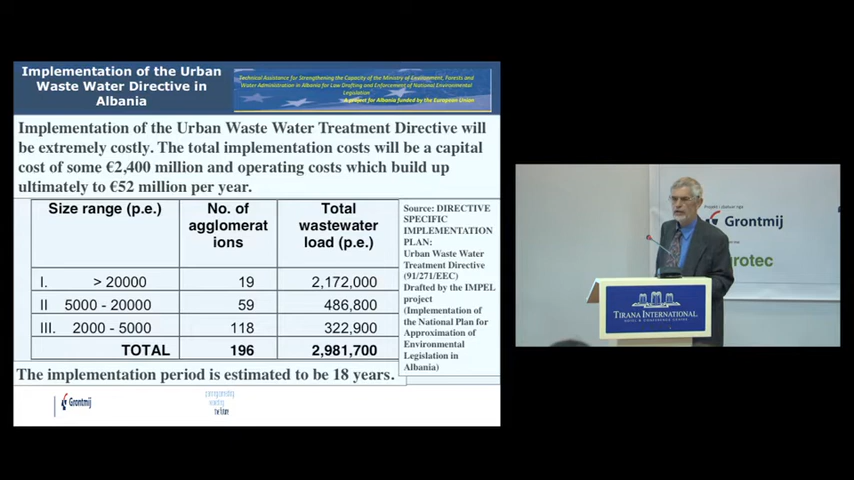 Implementation of the Urban
Waste Water Directive in
Albania
Technical Assistance for Strengthening the Capacity of the Ministry of Environment, Forests and
Water Administration in Albania for Law Drafting and Enforcement of National Environmental
Legislation
A project for Albania funded by the European Union
Implementation of the Urban Waste Water Treatment Directive will
be extremely costly. The total implementation costs will be a capital
cost of some €2,400 million and operating costs which build up
ultimately to €52 million per year.
Size range (p.e.) No. of agglomerat ions Total wastewater load (p.e.)
I. > 20000 19 2,172,000
II 5000 - 20000 59 486,800
III. 2000 - 5000 118 322,900
TOTAL 196 2,981,700
Source: DIRECTIVE
SPECIFIC
IMPLEMENTATION
PLAN:
Urban Waste Water
Treatment Directive
(91/271/EEC)
Drafted by the IMPEL
project
(Implementation of
the National Plan for
Approximation of
Environmental
Legislation in
Albania)
The implementation period is estimated to be 18 years.
Grontmij
the future
Grontmij
rotec
TIRANA INTERNATIONAL
HOTEL & CONFERENCE CENTRE